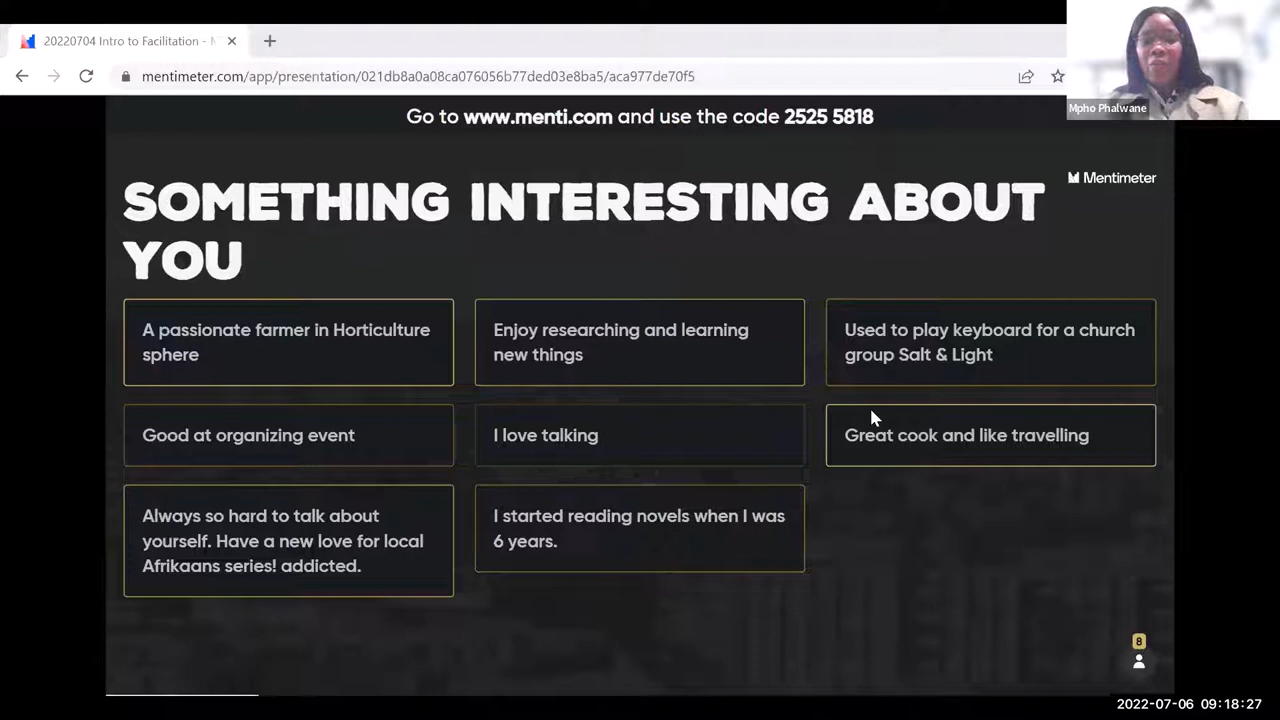 20220704 Intro to Facilitation -
mentimeter.com/app/presentation/021db8a0a08ca076056b77ded03e8ba5/aca977de70f5
Mpho Phalwane
Go to www.menti.com and use the code 2525 5818
Mentimeter
SOMETHING INTERESTING ABOUT
YOU
A passionate farmer in Horticulture
sphere
Enjoy researching and learning
new things
Used to play keyboard for a church
group Salt & Light
Good at organizing event
I love talking
Great cook and like travelling
Always so hard to talk about
yourself. Have a new love for local
Afrikaans series! addicted.
I started reading novels when I was
6 years.
8
2022-07-06 09:18:27